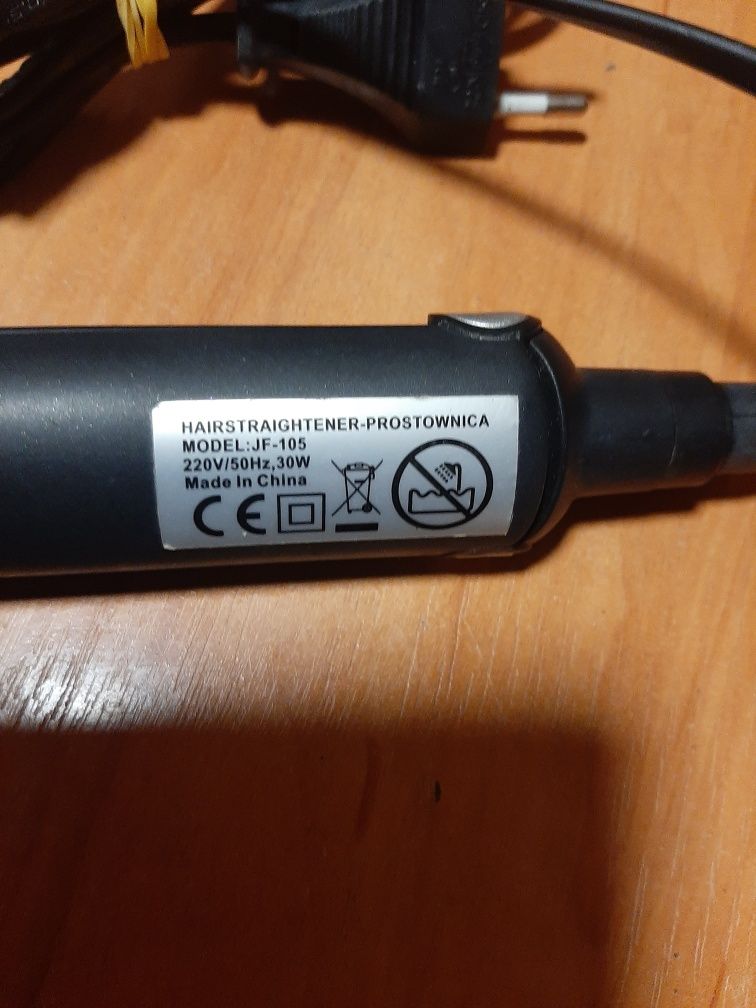 HAIRSTRAIGHTENER-PROSTOWNICA
MODEL:JF-105
220V/50Hz,30W
Made In China
CE